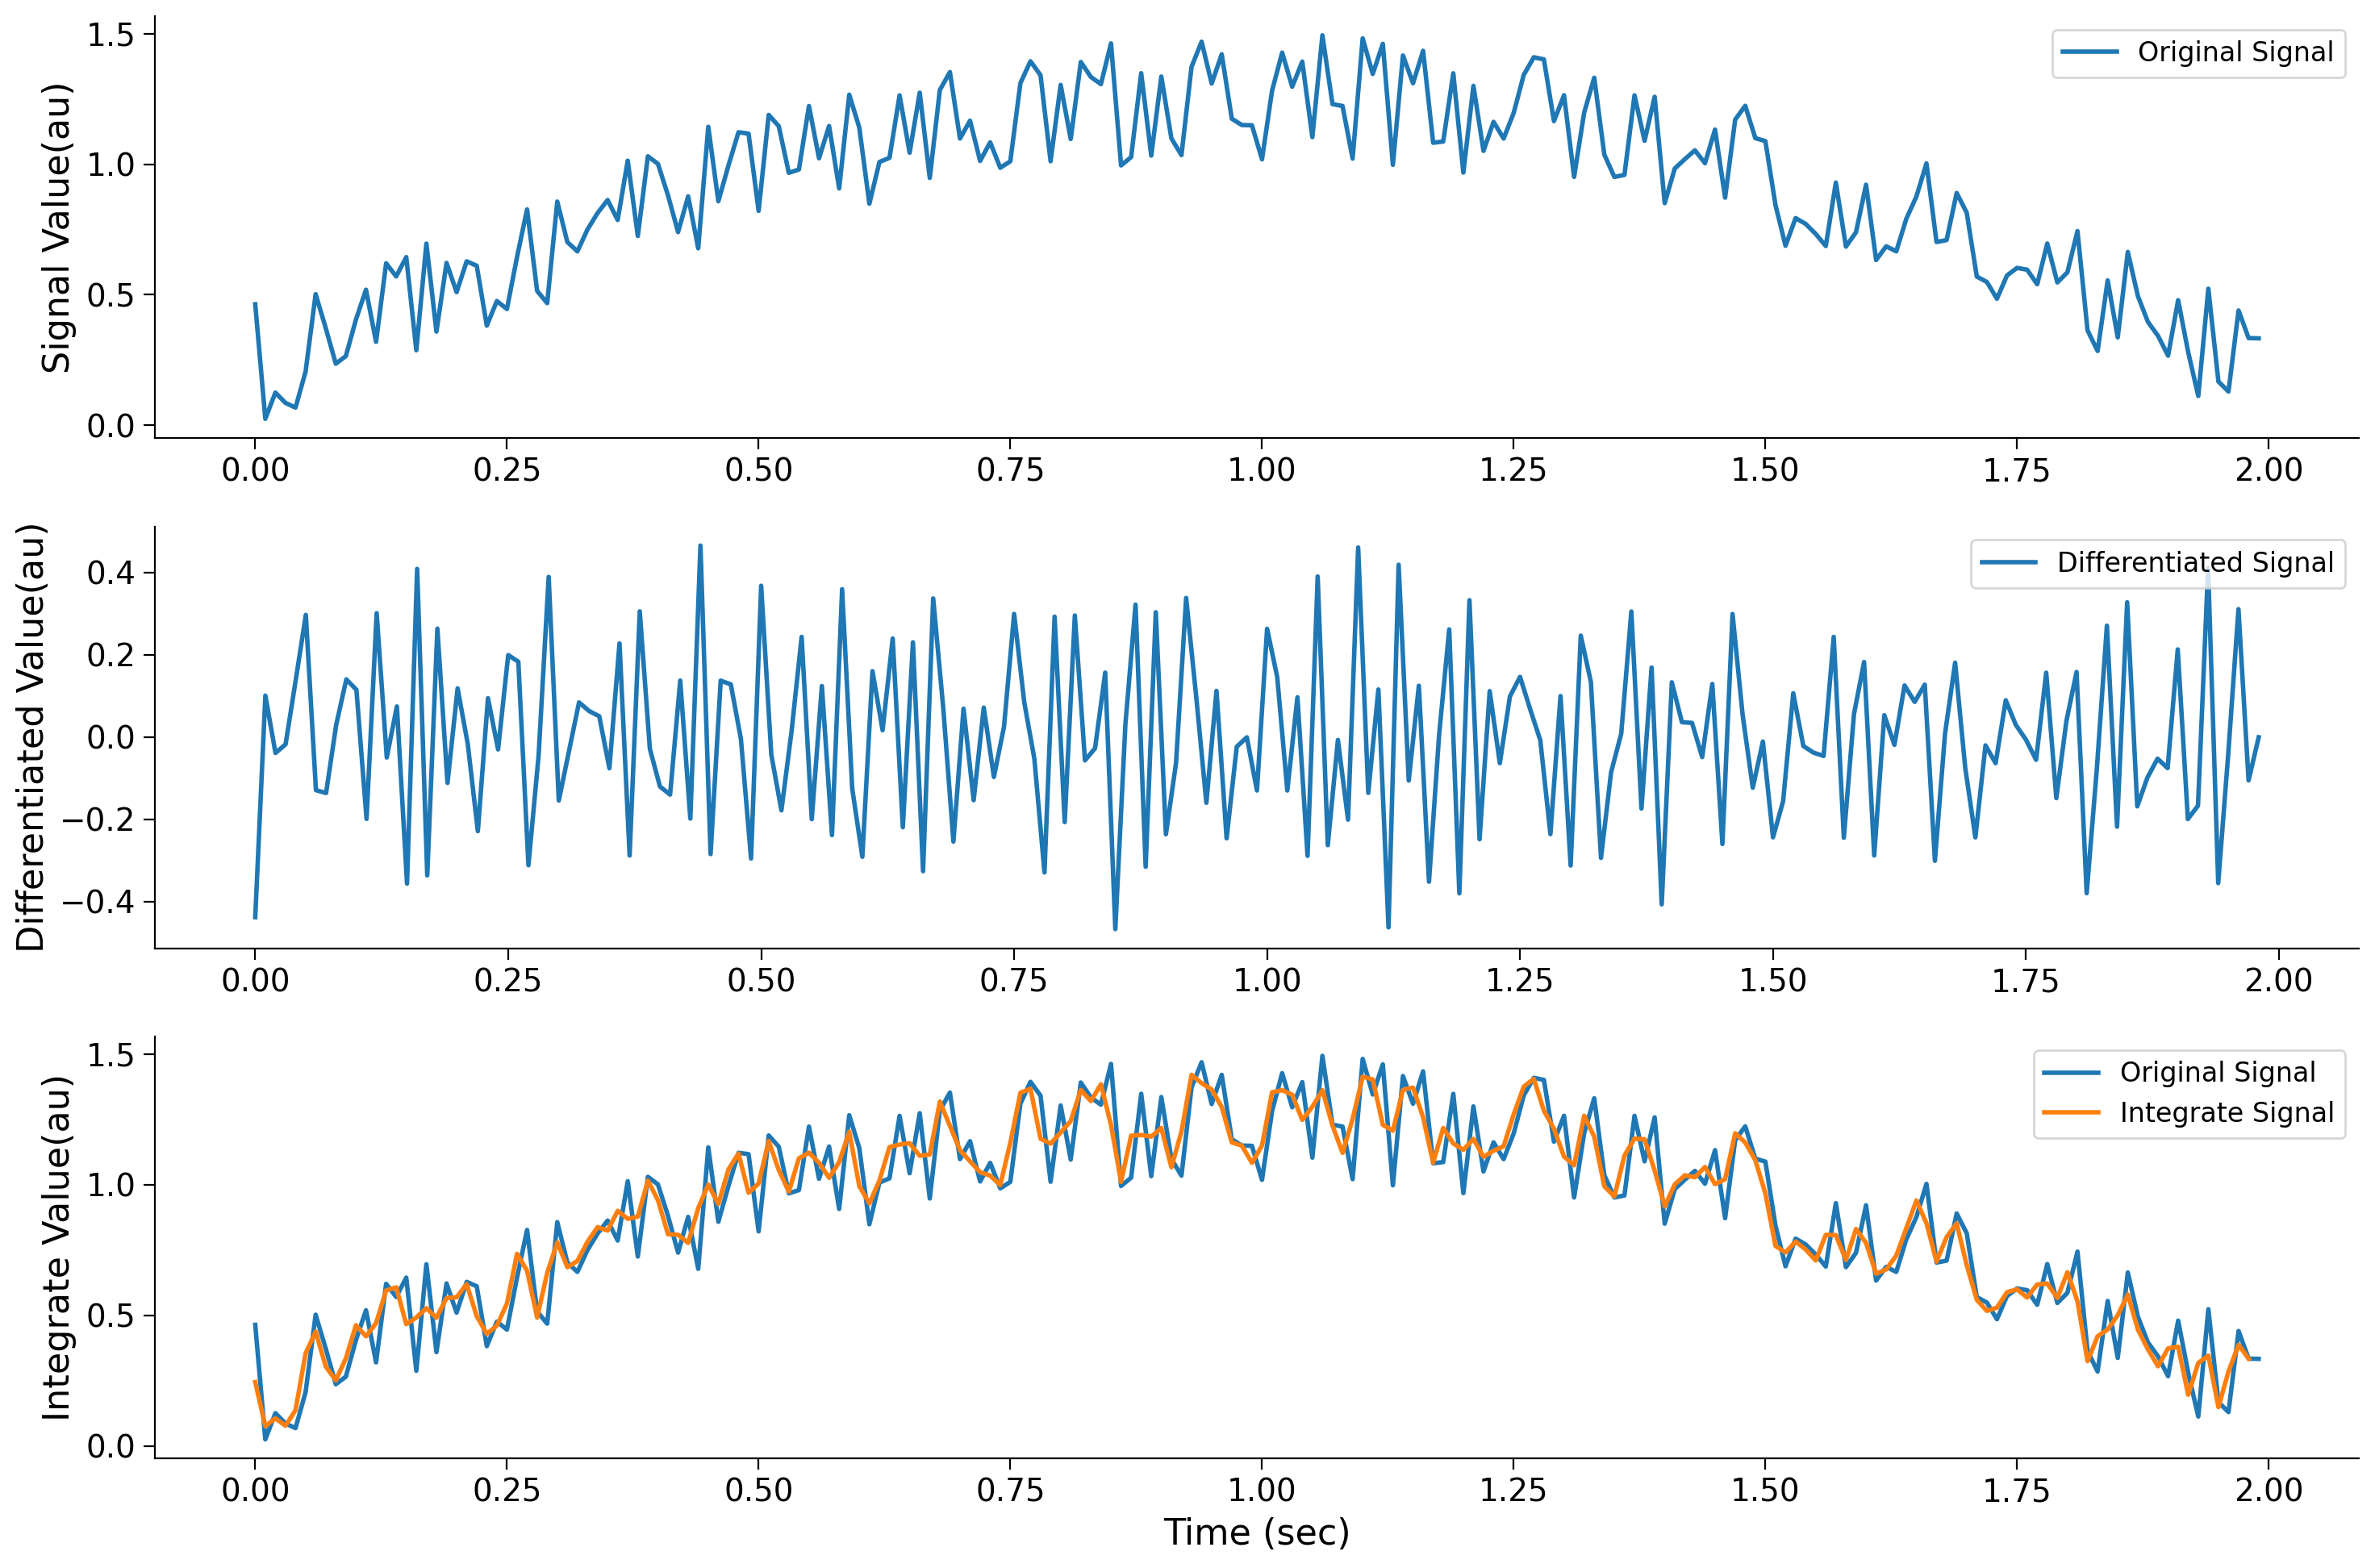 Signal Value(au)
1.5
1.0
0.5
0.0
Original Signal
0.00 0.25 0.50 0.75 1.00 1.25 1.50 1.75 2.00
Differentiated Value(au)
0.4
0.2
0.0
−0.2
−0.4
Differentiated Signal
0.00 0.25 0.50 0.75 1.00 1.25 1.50 1.75 2.00
Integrate Value(au)
1.5
1.0
0.5
0.0
Original Signal
Integrate Signal
0.00 0.25 0.50 0.75 1.00 1.25 1.50 1.75 2.00
Time (sec)